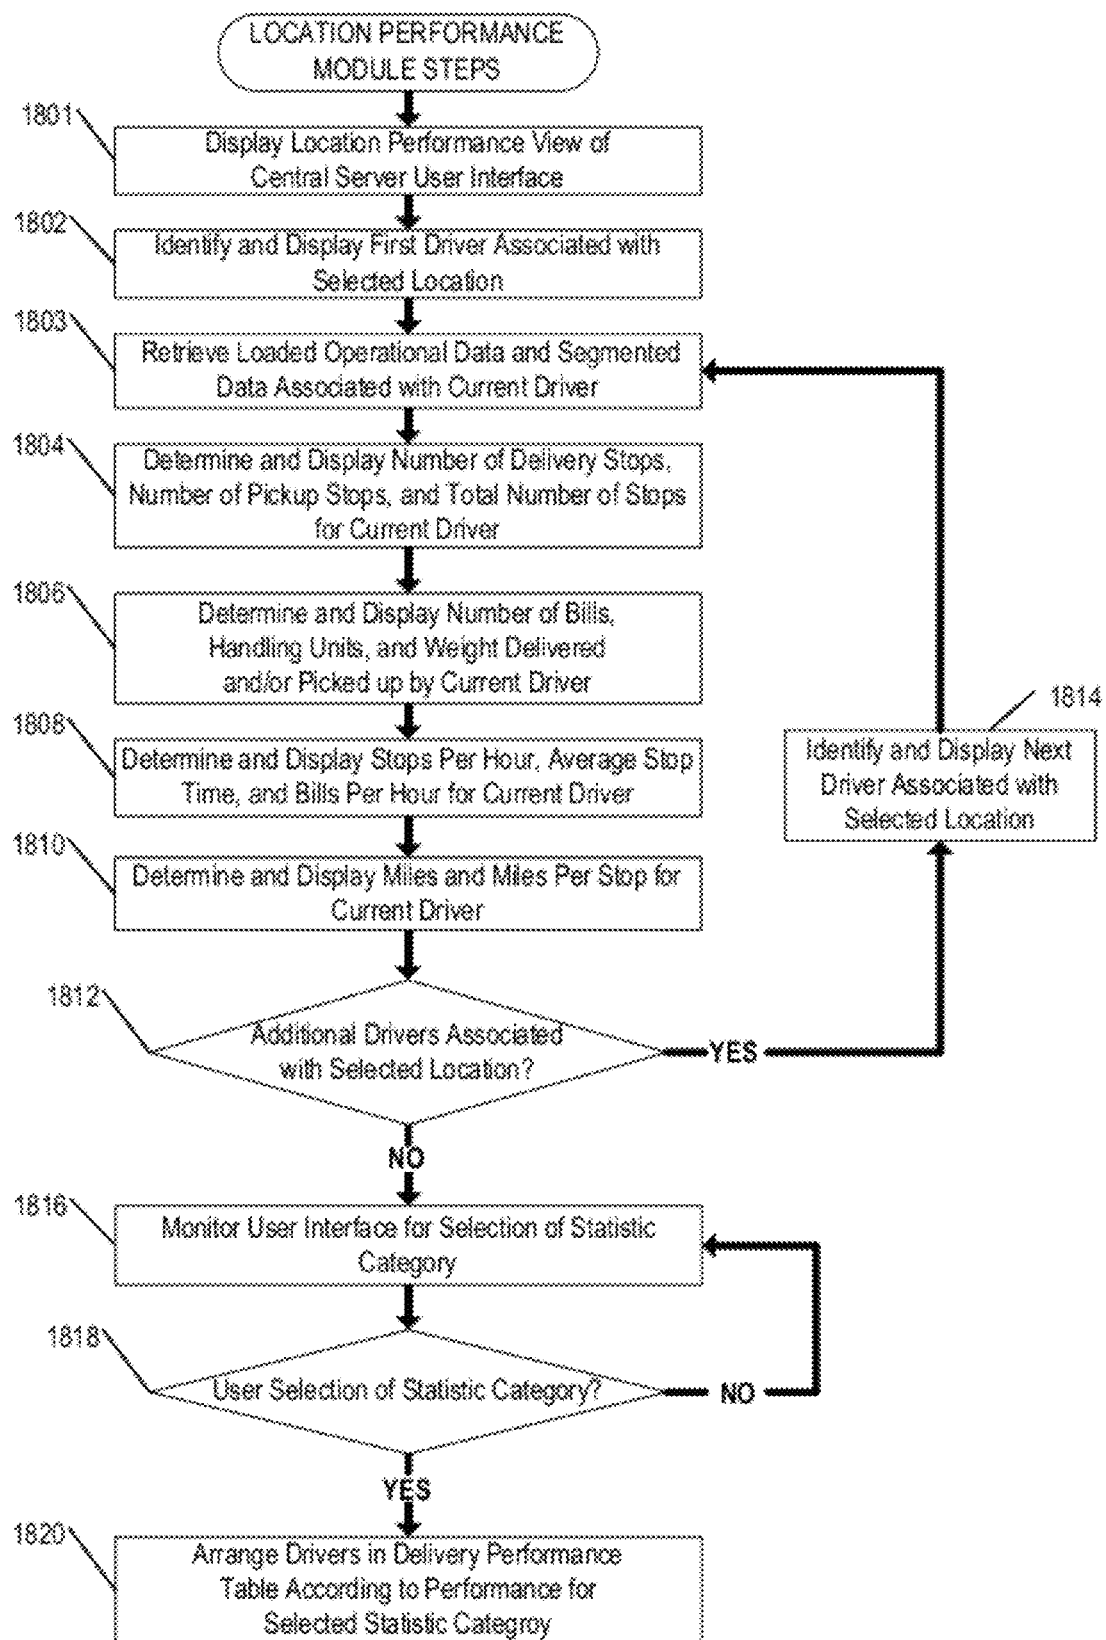 LOCATION PERFORMANCE
MODULE STEPS
1801
Display Location Performance View of
Central Server User Interface
1802
Identify and Display First Driver Associated with
Selected Location
1803
Retrieve Loaded Operational Data and Segmented
Data Associated with Current Driver
1804
Determine and Display Number of Delivery Stops,
Number of Pickup Stops, and Total Number of Stops
for Current Driver
1806
Determine and Display Number of Bills,
Handling Units, and Weight Delivered
and/or Picked up by Current Driver
1808
Determine and Display Stops Per Hour, Average Stop
Time, and Bills Per Hour for Current Driver
1814
Identify and Display Next
Driver Associated with
Selected Location
1810
Determine and Display Miles and Miles Per Stop for
Current Driver
1812
Additional Drivers Associated
with Selected Location?
YES
NO
1816
Monitor User Interface for Selection of Statistic
Category
1818
User Selection of Statistic Category?
NO
YES
1820
Arrange Drivers in Delivery Performance
Table According to Performance for
Selected Statistic Categroy